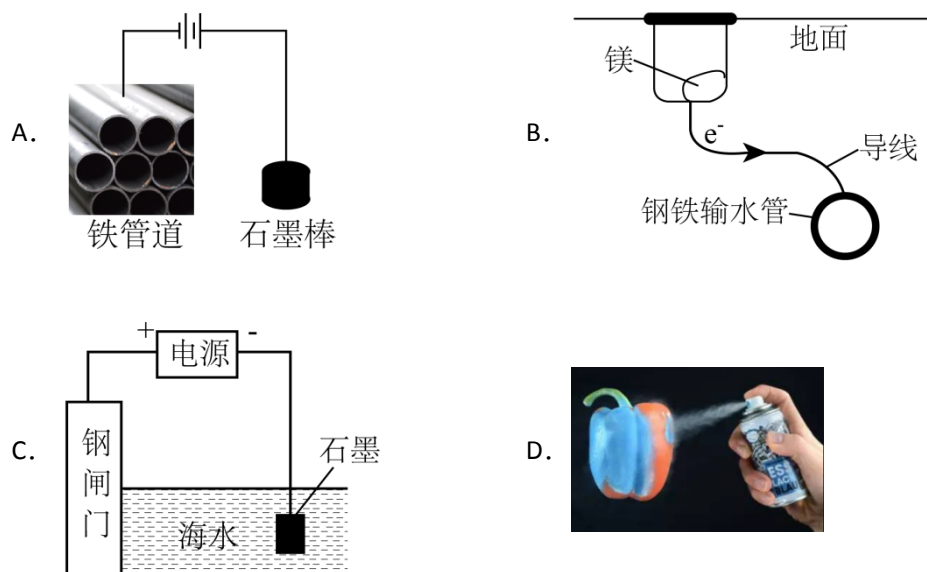 A.
铁管道
石墨棒
B.
地面
镁
e⁻
导线
钢铁输水管
C.
+
电源
-
钢闸门
石墨
海水
D.